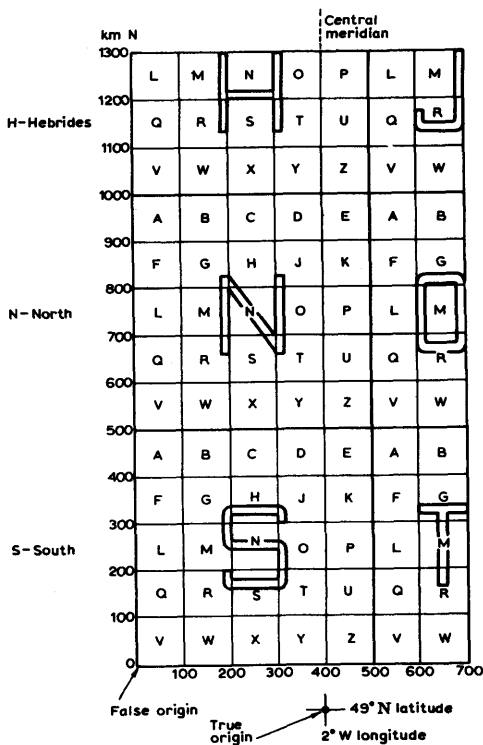 Central
km N meridian
1300
L M N O P L M
H
1200
H–Hebrides Q R S T U Q R
1100
V W X Y Z V W
1000
A B C D E A B
900
F G H J K F G
800
N O
N–North L M N O P L M
700
Q R S T U Q R
600
V W X Y Z V W
500
A B C D E A B
400
F G H J K F G
300
S T
S–South L M N O P L M
200
Q R S T U Q R
100
V W X Y Z V W
0
100 200 300 400 500 600 700
False origin
True
origin
49° N latitude
2° W longitude